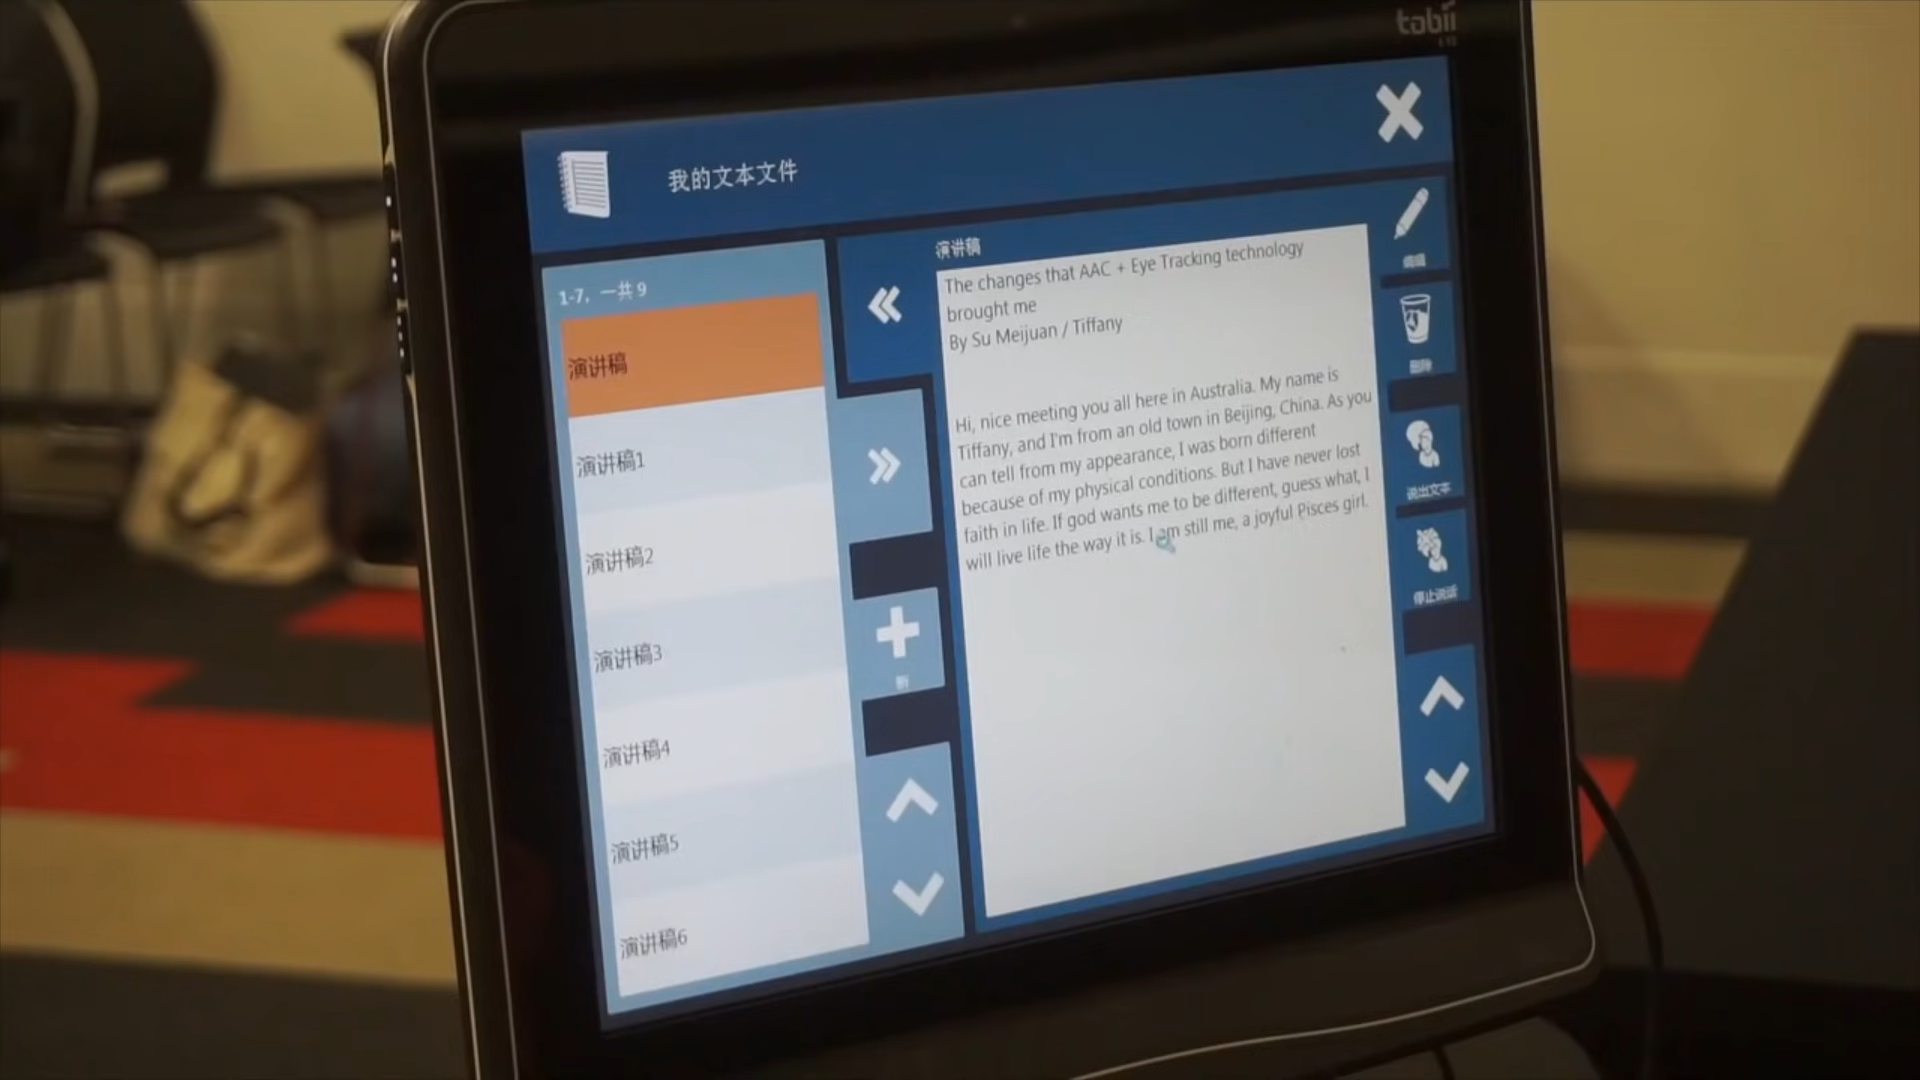 tobii
我的文本文件
1-7, 一共 9
演讲稿
演讲稿1
演讲稿2
演讲稿3
演讲稿4
演讲稿5
演讲稿6
新
演讲稿
The changes that AAC + Eye Tracking technology
brought me
By Su Meijuan / Tiffany
Hi, nice meeting you all here in Australia. My name is
Tiffany, and I'm from an old town in Beijing, China. As you
can tell from my appearance, I was born different
because of my physical conditions. But I have never lost
faith in life. If god wants me to be different, guess what, I
will live life the way it is. I am still me, a joyful Pisces girl.
编辑
删除
说出文字
停止说话